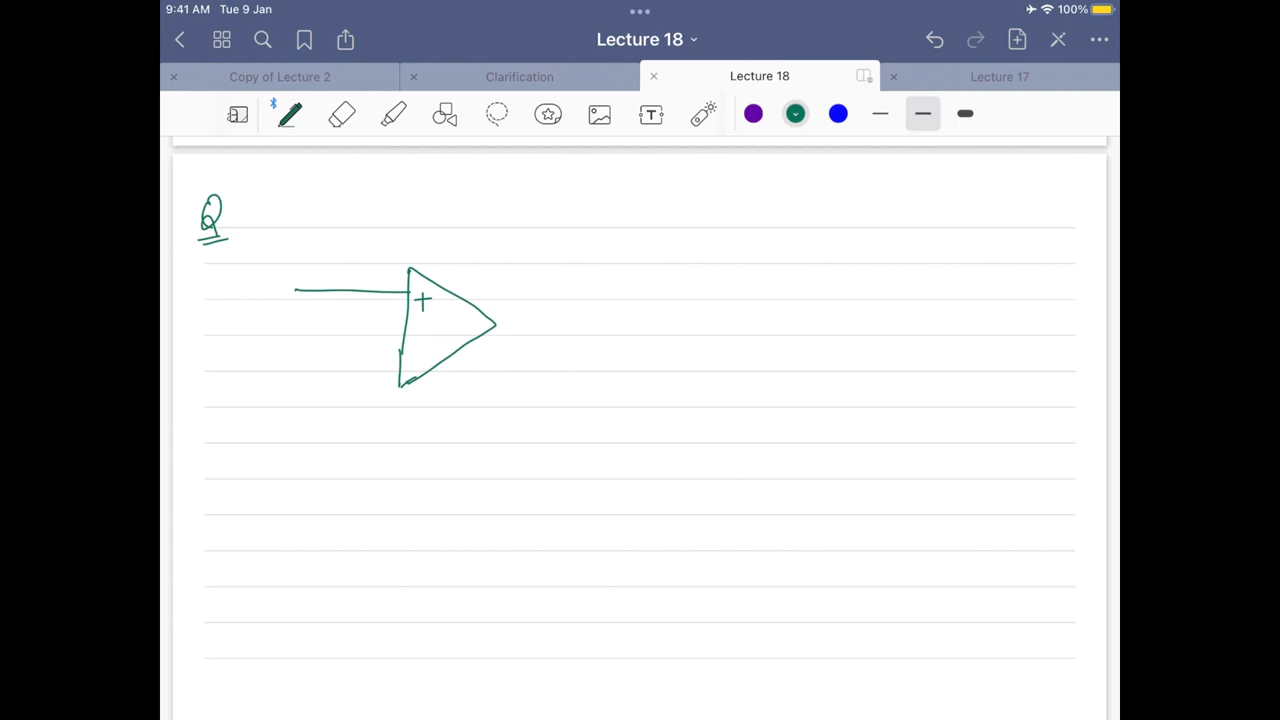 9:41 AM Tue 9 Jan
100%
Lecture 18
Copy of Lecture 2
Clarification
Lecture 18
Lecture 17
T
Q
+